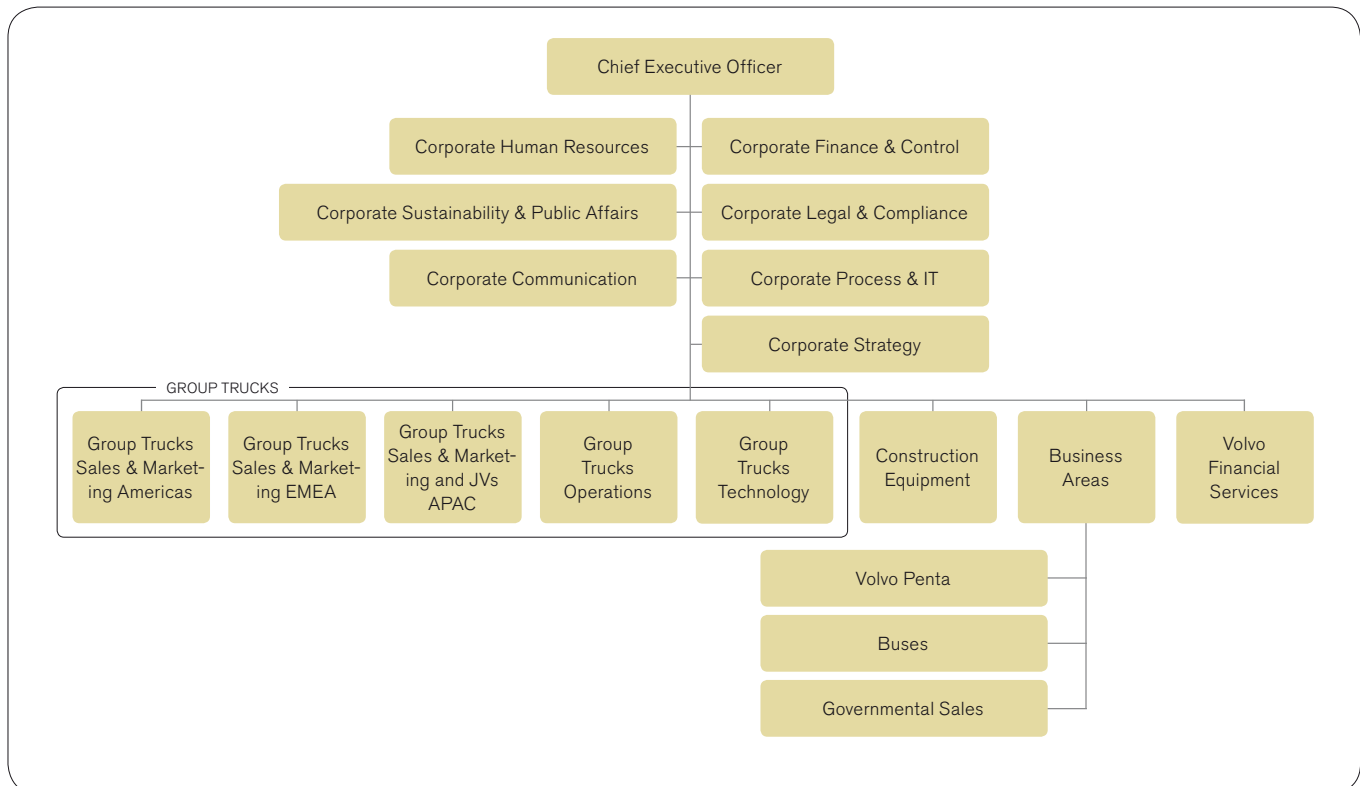 Chief Executive Officer
Corporate Human Resources
Corporate Finance & Control
Corporate Sustainability & Public Affairs
Corporate Legal & Compliance
Corporate Communication
Corporate Process & IT
Corporate Strategy
GROUP TRUCKS
Group Trucks
Sales & Market-
ing Americas
Group Trucks
Sales & Market-
ing EMEA
Group Trucks
Sales & Market-
ing and JVs
APAC
Group
Trucks
Operations
Group
Trucks
Technology
Construction
Equipment
Business
Areas
Volvo
Financial
Services
Volvo Penta
Buses
Governmental Sales